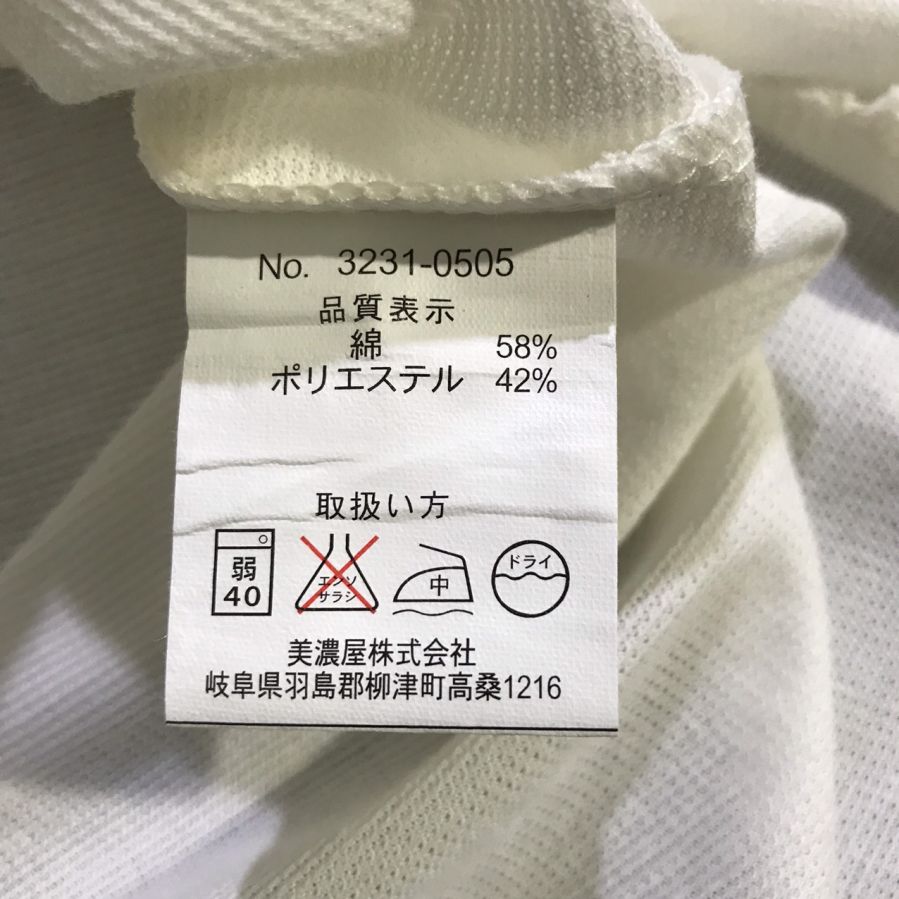 No. 3231-0505
品質表示
綿 58%
ポリエステル 42%
取扱い方
弱
40
エンソ
サラシ
中
ドライ
美濃屋株式会社
岐阜県羽島郡柳津町高桑1216